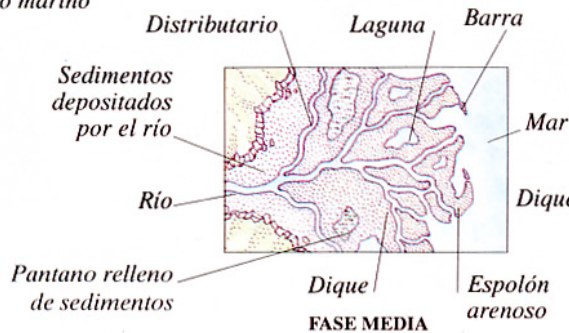 o marino
Distributario
Laguna
Barra
Sedimentos
depositados
por el río
Mar
Río
Dique
Pantano relleno
de sedimentos
Dique
Espolón
arenoso
FASE MEDIA